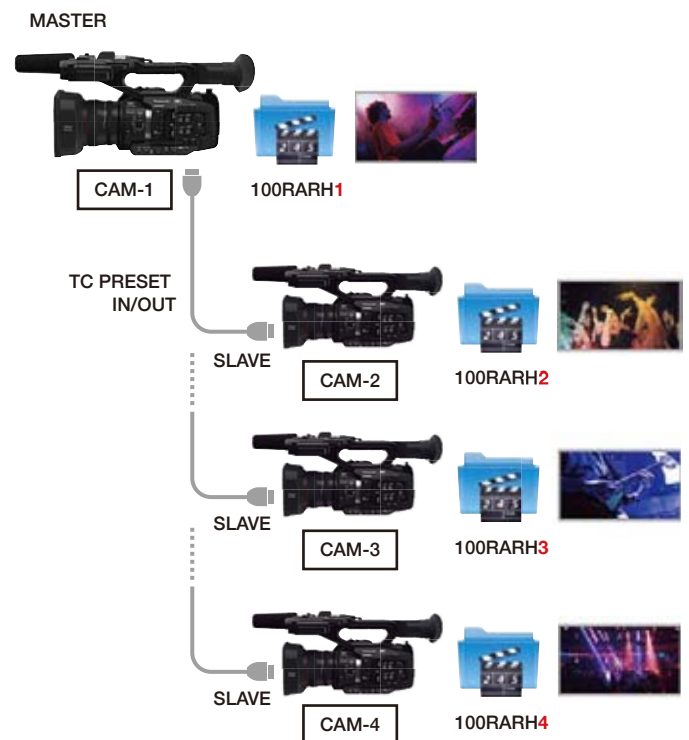 MASTER
CAM-1
100RARH1
TC PRESET
IN/OUT
SLAVE
CAM-2
100RARH2
SLAVE
CAM-3
100RARH3
SLAVE
CAM-4
100RARH4